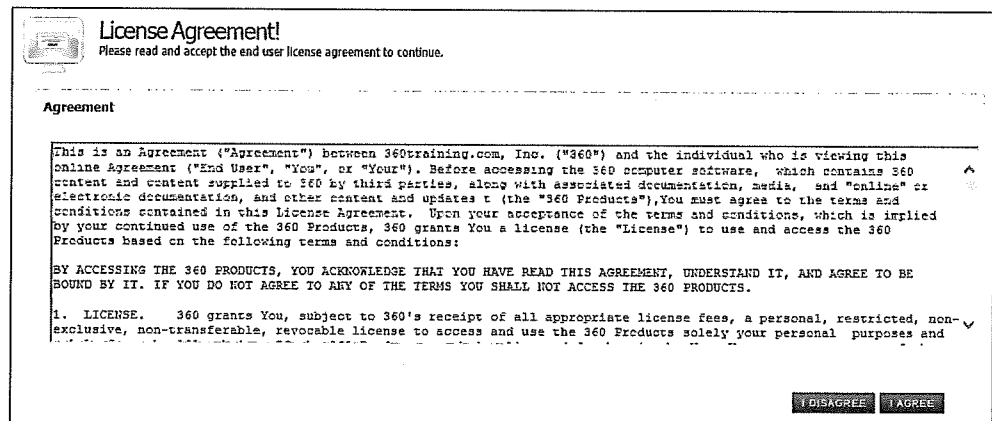 License Agreement!
Please read and accept the end user license agreement to continue.
Agreement
This is an Agreement ("Agreement") between 360training.com, Inc. ("360") and the individual who is viewing this
online Agreement ("End User", "You", or "Your"). Before accessing the 360 computer software, which contains 360
content and content supplied to 360 by third parties, along with associated documentation, media, and "online" or
electronic documentation, and other content and updates t (the "360 Products"),You must agree to the terms and
conditions contained in this License Agreement. Upon your acceptance of the terms and conditions, which is implied
by your continued use of the 360 Products, 360 grants You a license (the "License") to use and access the 360
Products based on the following terms and conditions:
BY ACCESSING THE 360 PRODUCTS, YOU ACKNOWLEDGE THAT YOU HAVE READ THIS AGREEMENT, UNDERSTAND IT, AND AGREE TO BE
BOUND BY IT. IF YOU DO NOT AGREE TO ANY OF THE TERMS YOU SHALL NOT ACCESS THE 360 PRODUCTS.
1. LICENSE. 360 grants You, subject to 360's receipt of all appropriate license fees, a personal, restricted, non-
exclusive, non-transferable, revocable license to access and use the 360 Products solely your personal purposes and
I DISAGREE I AGREE